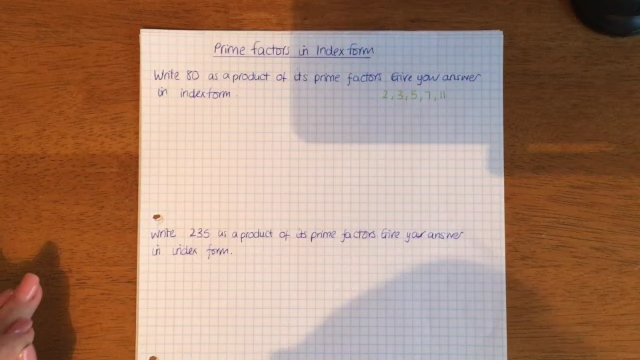 Prime factors in Index form
Write 80 as a product of its prime factors Give your answer
in index form
2, 3, 5, 7, 11
Write 235 as a product of its prime factors Give your answer
in index form.